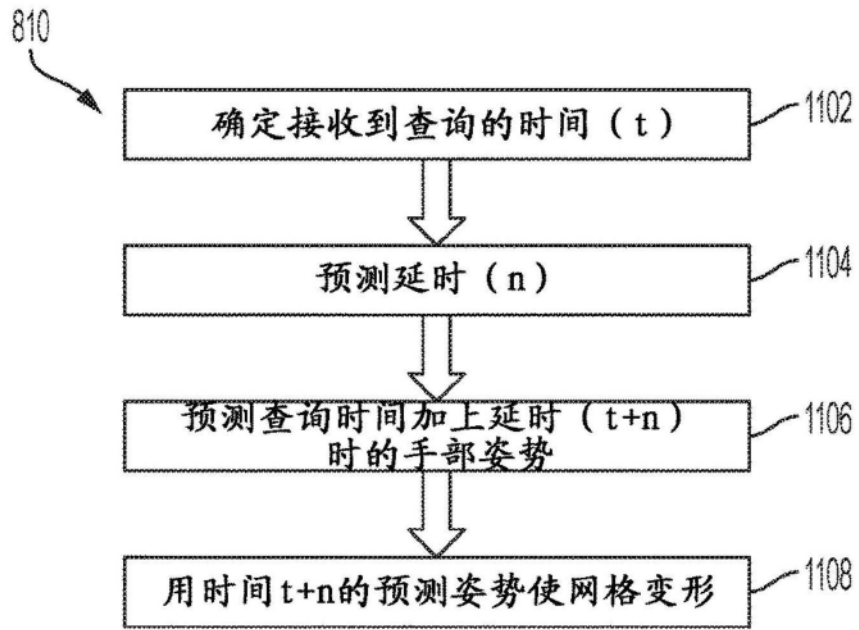 810
确定接收到查询的时间（t）
1102
预测延时（n）
1104
预测查询时间加上延时（t+n）
时的手部姿势
1106
用时间t+n的预测姿势使网格变形
1108